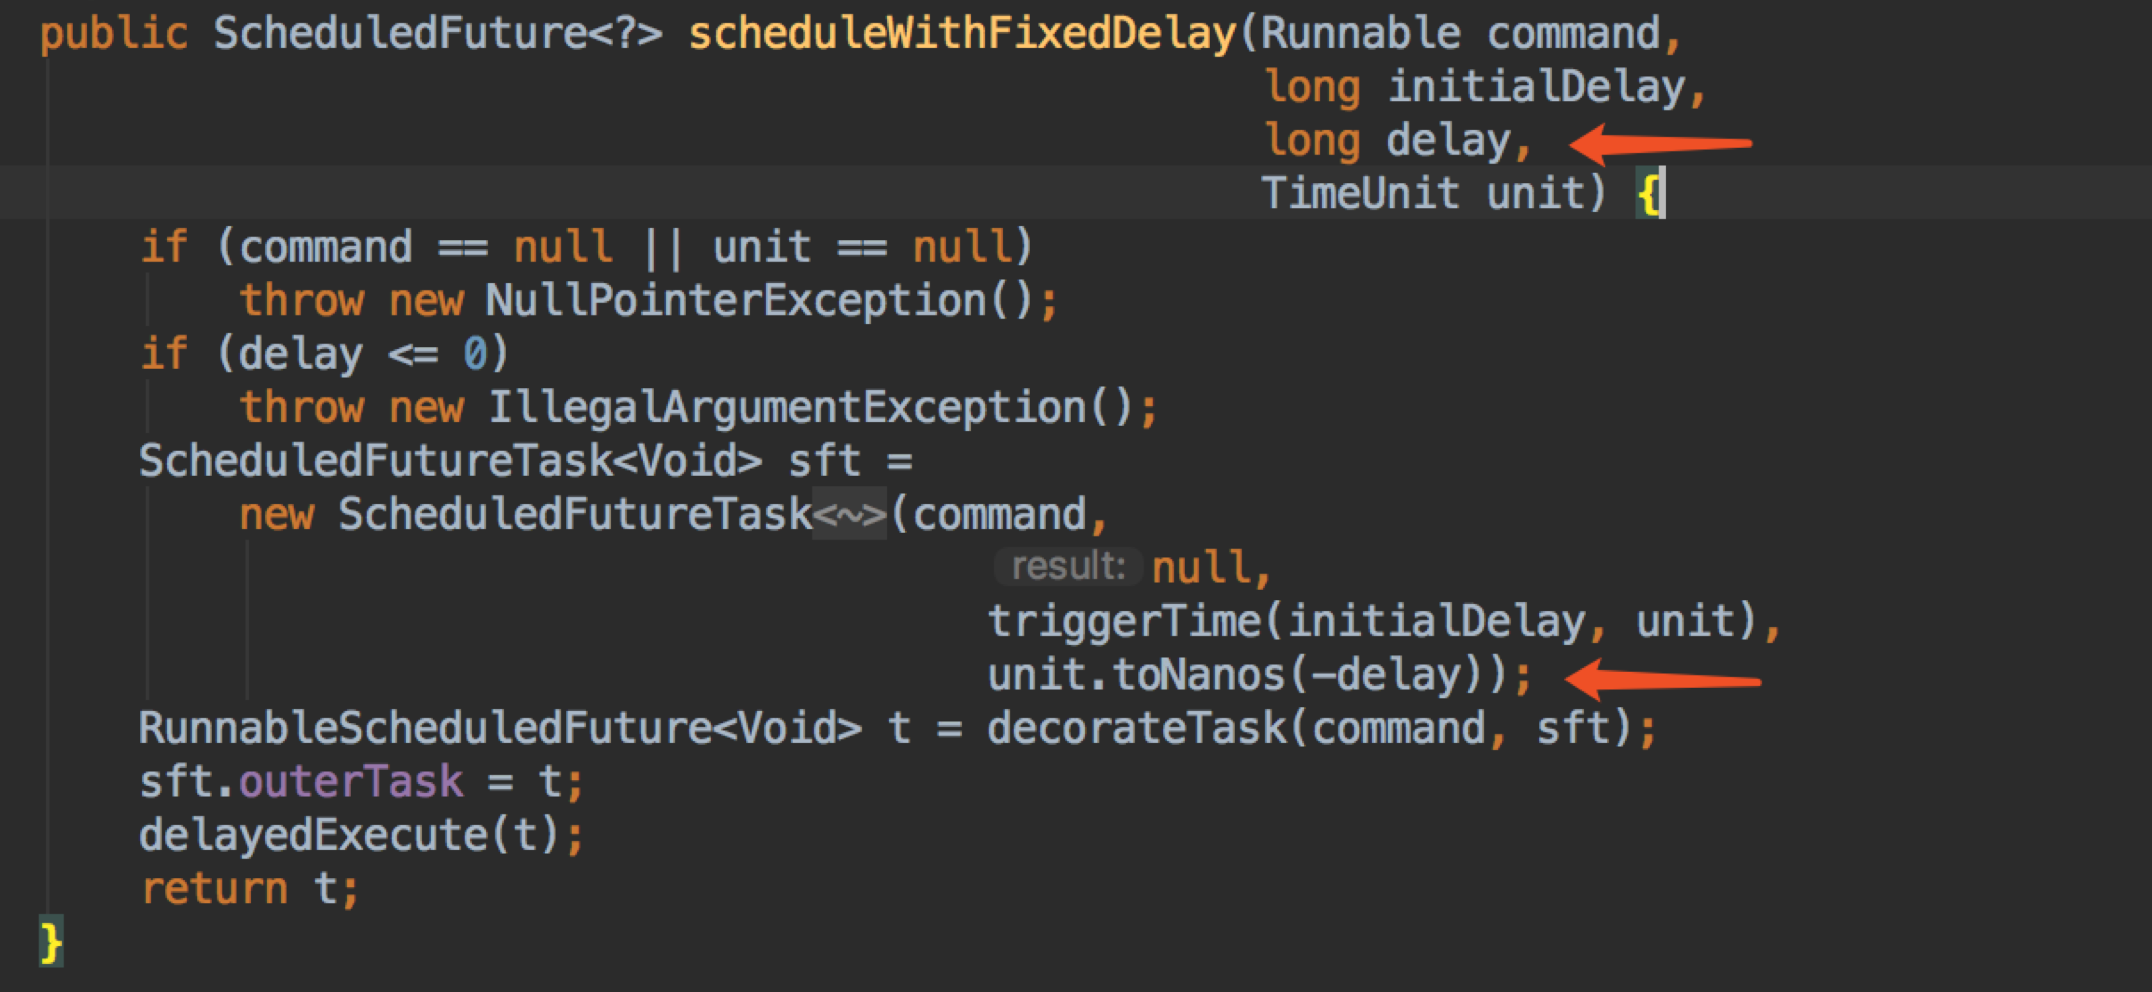 public ScheduledFuture<?> scheduleWithFixedDelay(Runnable command,
long initialDelay,
long delay,
TimeUnit unit) {
if (command == null || unit == null)
throw new NullPointerException();
if (delay <= 0)
throw new IllegalArgumentException();
ScheduledFutureTask<Void> sft =
new ScheduledFutureTask<~>(command,
result: null,
triggerTime(initialDelay, unit),
unit.toNanos(-delay));
RunnableScheduledFuture<Void> t = decorateTask(command, sft);
sft.outerTask = t;
delayedExecute(t);
return t;
}